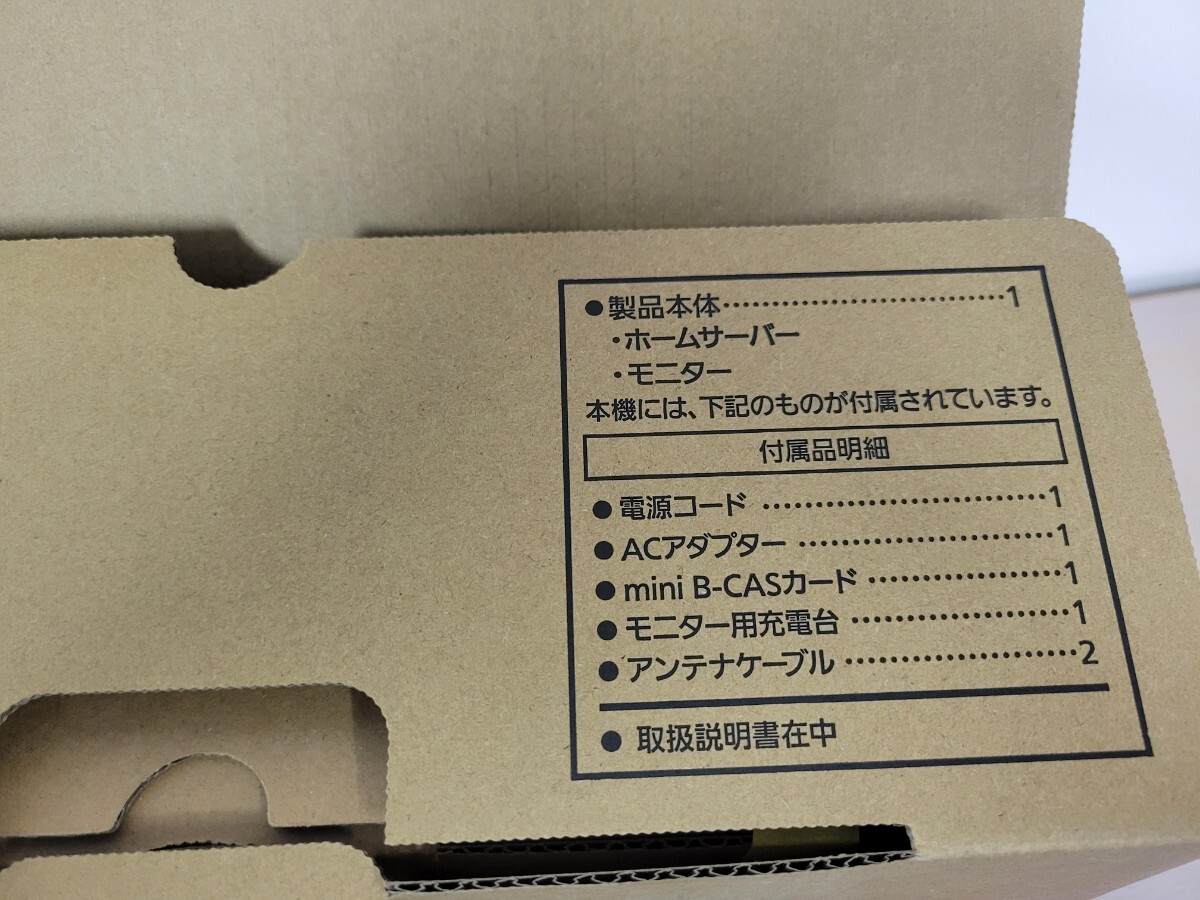 ●製品本体…………………………1
・ホームサーバー
・モニター
本機には、下記のものが付属されています。
付属品明細
●電源コード…………………………1
●ACアダプター………………………1
●mini B-CASカード…………………1
●モニター用充電台……………………1
●アンテナケーブル……………………2
●取扱説明書在中